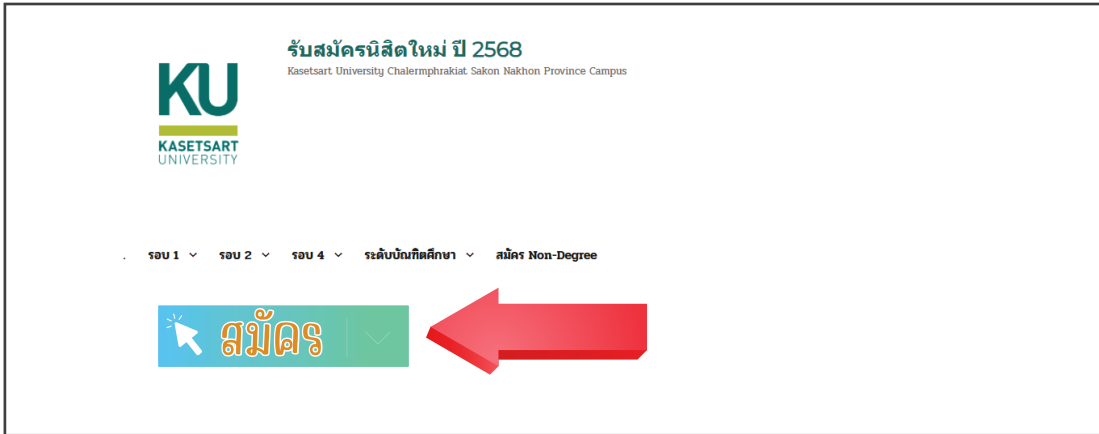 รับสมัครนิสิตใหม่ ปี 2568
Kasetsart University Chalermphrakiat Sakon Nakhon Province Campus
KU
KASETSART
UNIVERSITY
. รอบ 1 รอบ 2 รอบ 4 ระดับบัณฑิตศึกษา สมัคร Non-Degree
สมัคร